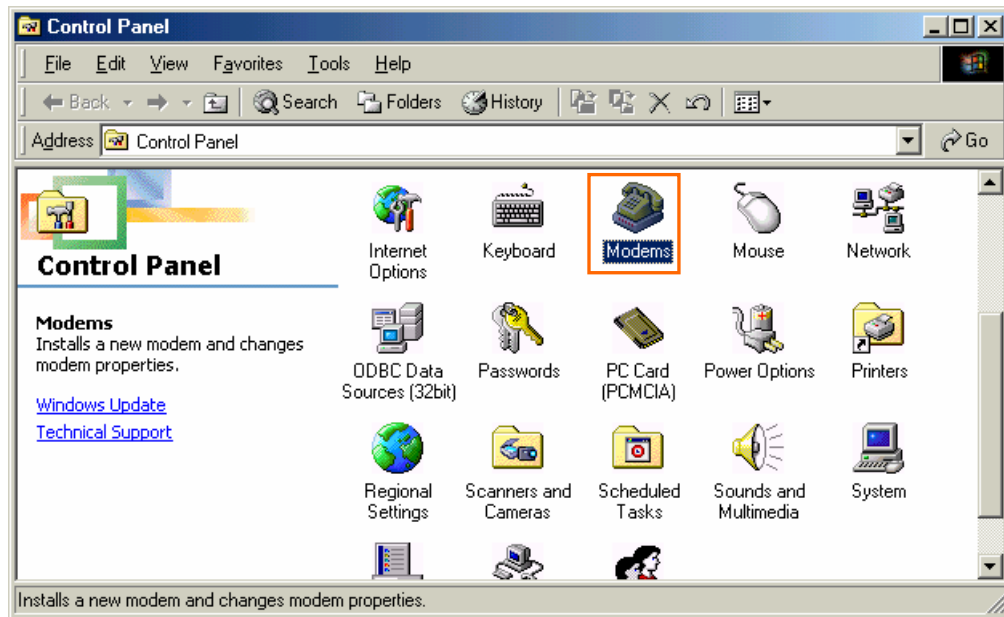 Control Panel
File Edit View Favorites Tools Help
Back Search Folders History
Address Control Panel Go
Control Panel
Modems
Installs a new modem and changes
modem properties.
Windows Update
Technical Support
Internet
Options
Keyboard
Modems
Mouse
Network
ODBC Data
Sources (32bit)
Passwords
PC Card
(PCMCIA)
Power Options
Printers
Regional
Settings
Scanners and
Cameras
Scheduled
Tasks
Sounds and
Multimedia
System
Installs a new modem and changes modem properties.